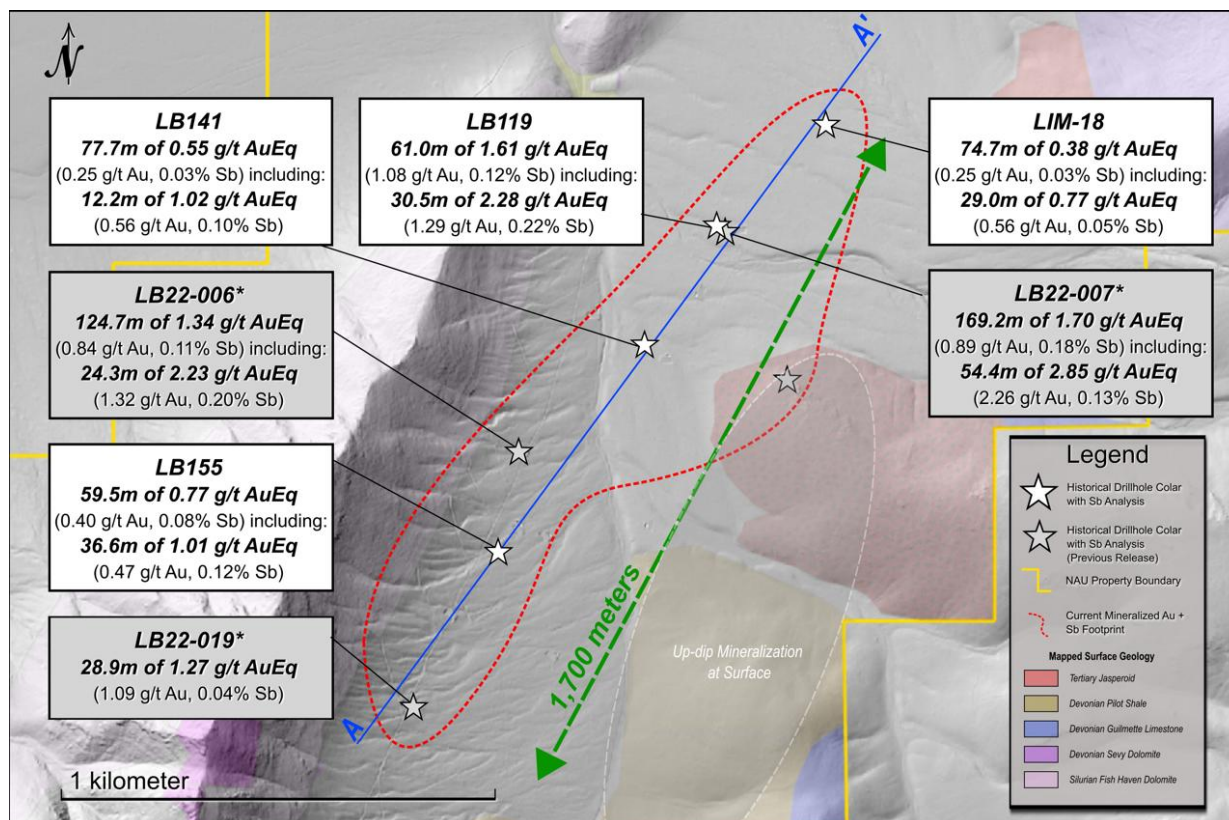 N
A'
LB141
77.7m of 0.55 g/t AuEq
(0.25 g/t Au, 0.03% Sb) including:
12.2m of 1.02 g/t AuEq
(0.56 g/t Au, 0.10% Sb)
LB119
61.0m of 1.61 g/t AuEq
(1.08 g/t Au, 0.12% Sb) including:
30.5m of 2.28 g/t AuEq
(1.29 g/t Au, 0.22% Sb)
LIM-18
74.7m of 0.38 g/t AuEq
(0.25 g/t Au, 0.03% Sb) including:
29.0m of 0.77 g/t AuEq
(0.56 g/t Au, 0.05% Sb)
LB22-006*
124.7m of 1.34 g/t AuEq
(0.84 g/t Au, 0.11% Sb) including:
24.3m of 2.23 g/t AuEq
(1.32 g/t Au, 0.20% Sb)
LB22-007*
169.2m of 1.70 g/t AuEq
(0.89 g/t Au, 0.18% Sb) including:
54.4m of 2.85 g/t AuEq
(2.26 g/t Au, 0.13% Sb)
LB155
59.5m of 0.77 g/t AuEq
(0.40 g/t Au, 0.08% Sb) including:
36.6m of 1.01 g/t AuEq
(0.47 g/t Au, 0.12% Sb)
LB22-019*
28.9m of 1.27 g/t AuEq
(1.09 g/t Au, 0.04% Sb)
A
1,700 meters
Up-dip Mineralization
at Surface
1 kilometer
Legend
Historical Drillhole Colar
with Sb Analysis
Historical Drillhole Colar
with Sb Analysis
(Previous Release)
NAU Property Boundary
Current Mineralized Au +
Sb Footprint
Mapped Surface Geology
Tertiary Jasperoid
Devonian Pilot Shale
Devonian Guilmette Limestone
Devonian Sevy Dolomite
Silurian Fish Haven Dolomite